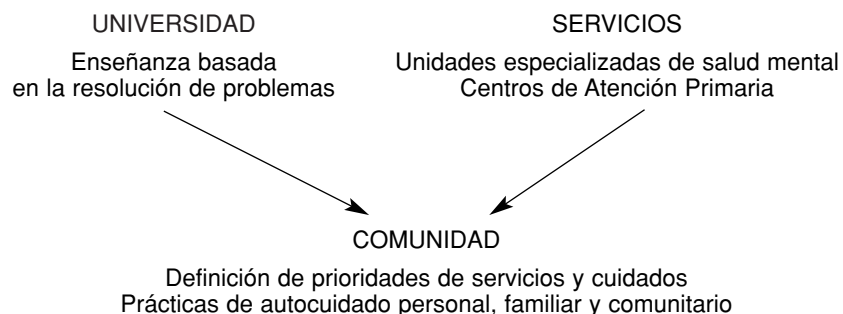 UNIVERSIDAD
Enseñanza basada
en la resolución de problemas
SERVICIOS
Unidades especializadas de salud mental
Centros de Atención Primaria
COMUNIDAD
Definición de prioridades de servicios y cuidados
Prácticas de autocuidado personal, familiar y comunitario